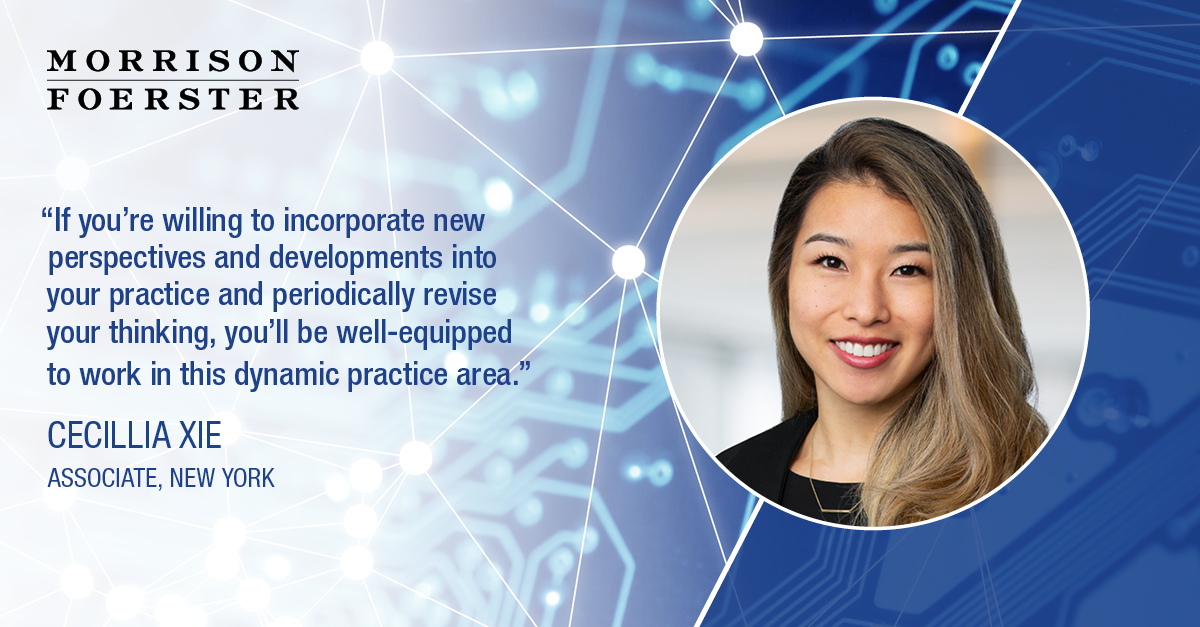 MORRISON
FOERSTER
“If you’re willing to incorporate new
perspectives and developments into
your practice and periodically revise
your thinking, you’ll be well-equipped
to work in this dynamic practice area.”
CECILLIA XIE
ASSOCIATE, NEW YORK